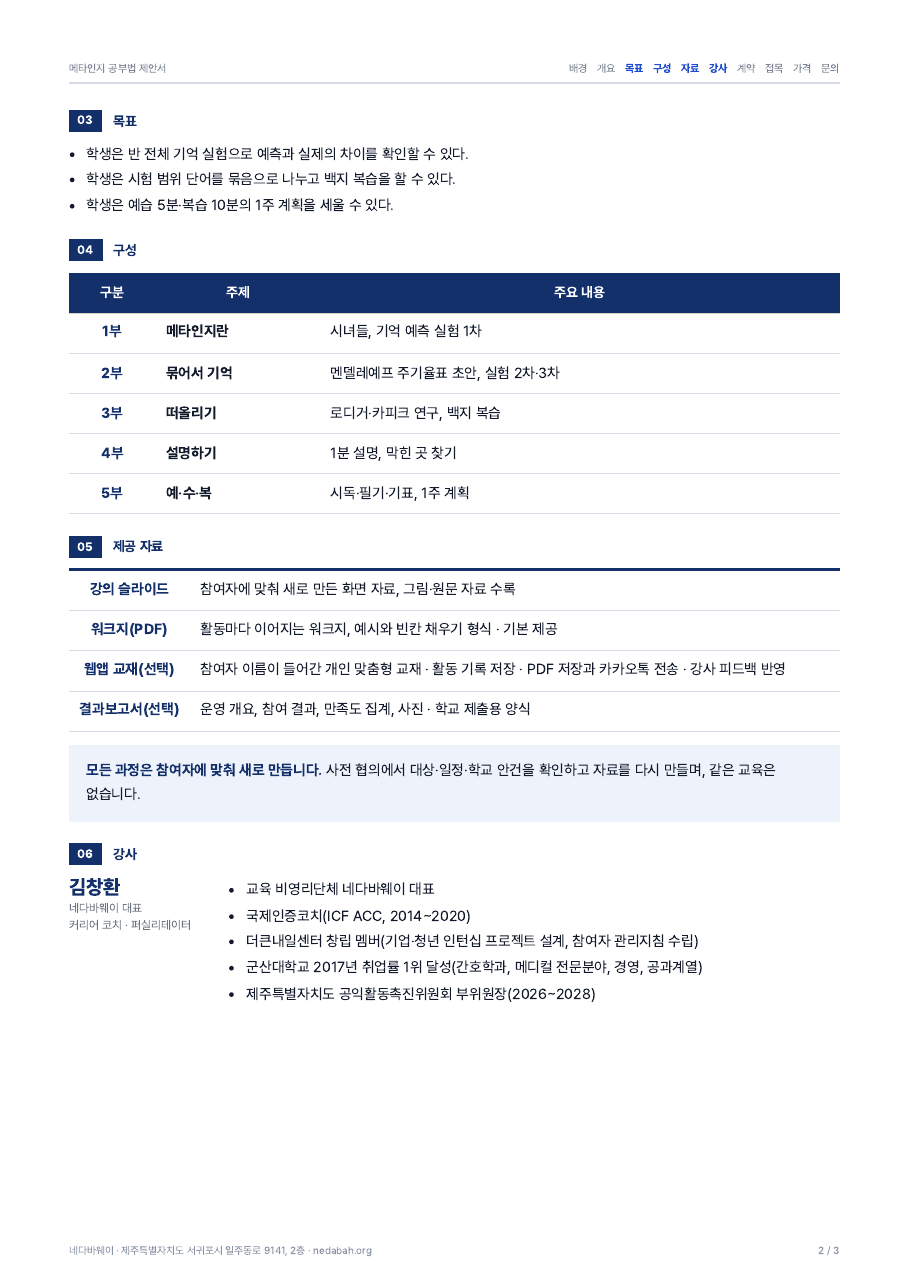 메타인지 공부법 제안서
배경 개요 목표 구성 자료 강사 계약 접목 가격 문의
03 목표
• 학생은 반 전체 기억 실험으로 예측과 실제의 차이를 확인할 수 있다.
• 학생은 시험 범위 단어를 묶음으로 나누고 백지 복습을 할 수 있다.
• 학생은 예습 5분·복습 10분의 1주 계획을 세울 수 있다.
04 구성
구분 주제 주요 내용
1부 메타인지란 시녀들, 기억 예측 실험 1차
2부 묶어서 기억 멘델레예프 주기율표 초안, 실험 2차·3차
3부 떠올리기 로디거·카피크 연구, 백지 복습
4부 설명하기 1분 설명, 막힌 곳 찾기
5부 예·수·복 시독·필기·기표, 1주 계획
05 제공 자료
강의 슬라이드 참여자에 맞춰 새로 만든 화면 자료, 그림·원문 자료 수록
워크지(PDF) 활동마다 이어지는 워크지, 예시와 빈칸 채우기 형식 · 기본 제공
웹앱 교재(선택) 참여자 이름이 들어간 개인 맞춤형 교재 · 활동 기록 저장 · PDF 저장과 카카오톡 전송 · 강사 피드백 반영
결과보고서(선택) 운영 개요, 참여 결과, 만족도 집계, 사진 · 학교 제출용 양식
모든 과정은 참여자에 맞춰 새로 만듭니다. 사전 협의에서 대상·일정·학교 안건을 확인하고 자료를 다시 만들며, 같은 교육은
없습니다.
06 강사
김창환
네다바웨이 대표
커리어 코치 · 퍼실리테이터
• 교육 비영리단체 네다바웨이 대표
• 국제인증코치(ICF ACC, 2014~2020)
• 더큰내일센터 창립 멤버(기업·청년 인턴십 프로젝트 설계, 참여자 관리지침 수립)
• 군산대학교 2017년 취업률 1위 달성(간호학과, 메디컬 전문분야, 경영, 공과계열)
• 제주특별자치도 공익활동촉진위원회 부위원장(2026~2028)
네다바웨이 · 제주특별자치도 서귀포시 일주동로 9141, 2층 · nedabah.org
2 / 3